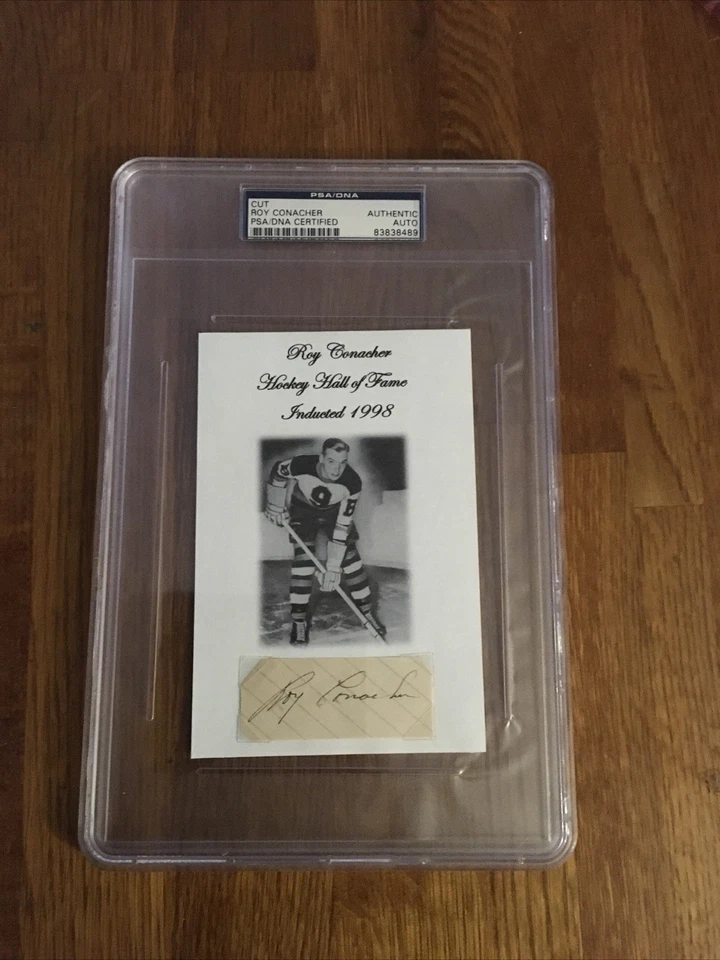 PSA/DNA
CUT
ROY CONACHER AUTHENTIC
PSA/DNA CERTIFIED AUTO
83838489
Roy Conacher
Hockey Hall of Fame
Inducted 1998
9 B
Roy Conacher